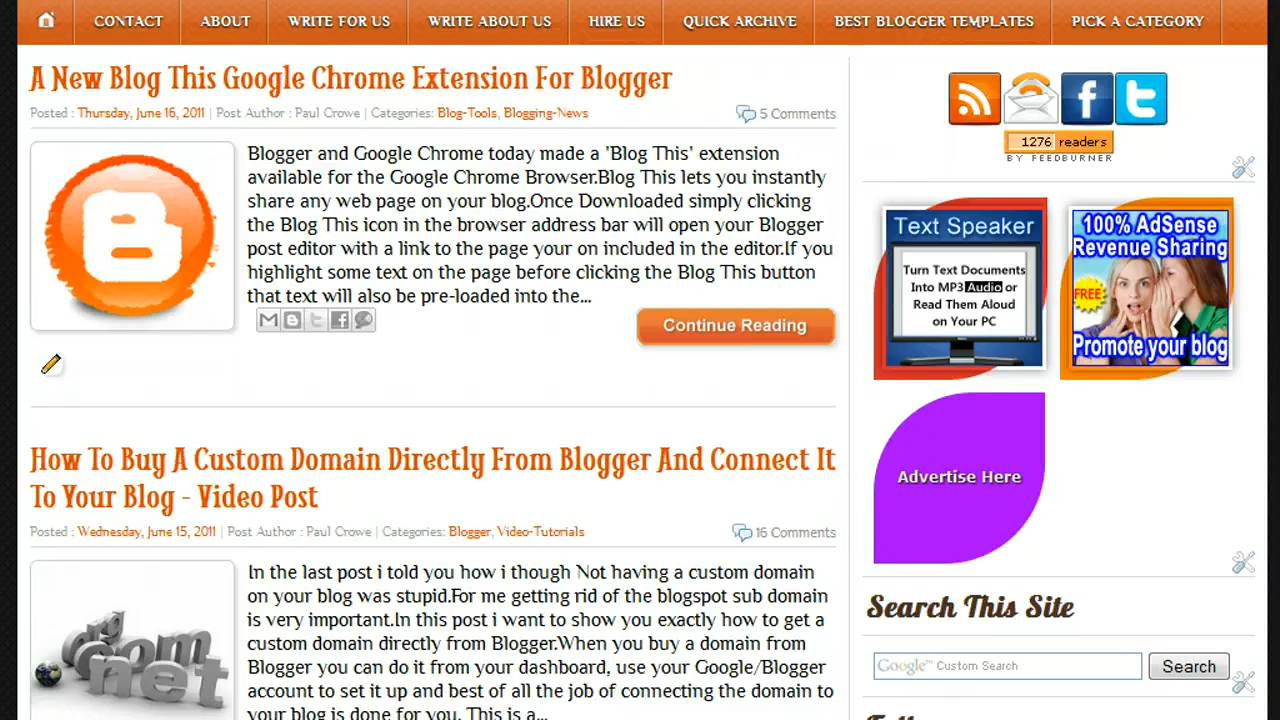 CONTACT ABOUT WRITE FOR US WRITE ABOUT US HIRE US QUICK ARCHIVE BEST BLOGGER TEMPLATES PICK A CATEGORY
A New Blog This Google Chrome Extension For Blogger
Posted : Thursday, June 16, 2011 | Post Author : Paul Crowe | Categories: Blog-Tools, Blogging-News
5 Comments
Blogger and Google Chrome today made a 'Blog This' extension
available for the Google Chrome Browser.Blog This lets you instantly
share any web page on your blog.Once Downloaded simply clicking
the Blog This icon in the browser address bar will open your Blogger
post editor with a link to the page your on included in the editor.If you
highlight some text on the page before clicking the Blog This button
that text will also be pre-loaded into the...
Continue Reading
How To Buy A Custom Domain Directly From Blogger And Connect It
To Your Blog - Video Post
Posted : Wednesday, June 15, 2011 | Post Author : Paul Crowe | Categories: Blogger, Video-Tutorials
16 Comments
org
com
net
In the last post i told you how i though Not having a custom domain
on your blog was stupid.For me getting rid of the blogspot sub domain
is very important.In this post i want to show you exactly how to get a
custom domain directly from Blogger.When you buy a domain from
Blogger you can do it from your dashboard, use your Google/Blogger
account to set it up and best of all the job of connecting the domain to
your blog is done for you. This is a...
1276 readers
BY FEEDBURNER
Text Speaker
Turn Text Documents
Into MP3 Audio or
Read Them Aloud
on Your PC
100% AdSense
Revenue Sharing
FREE
Promote your blog
Advertise Here
Search This Site
Google™ Custom Search
Search